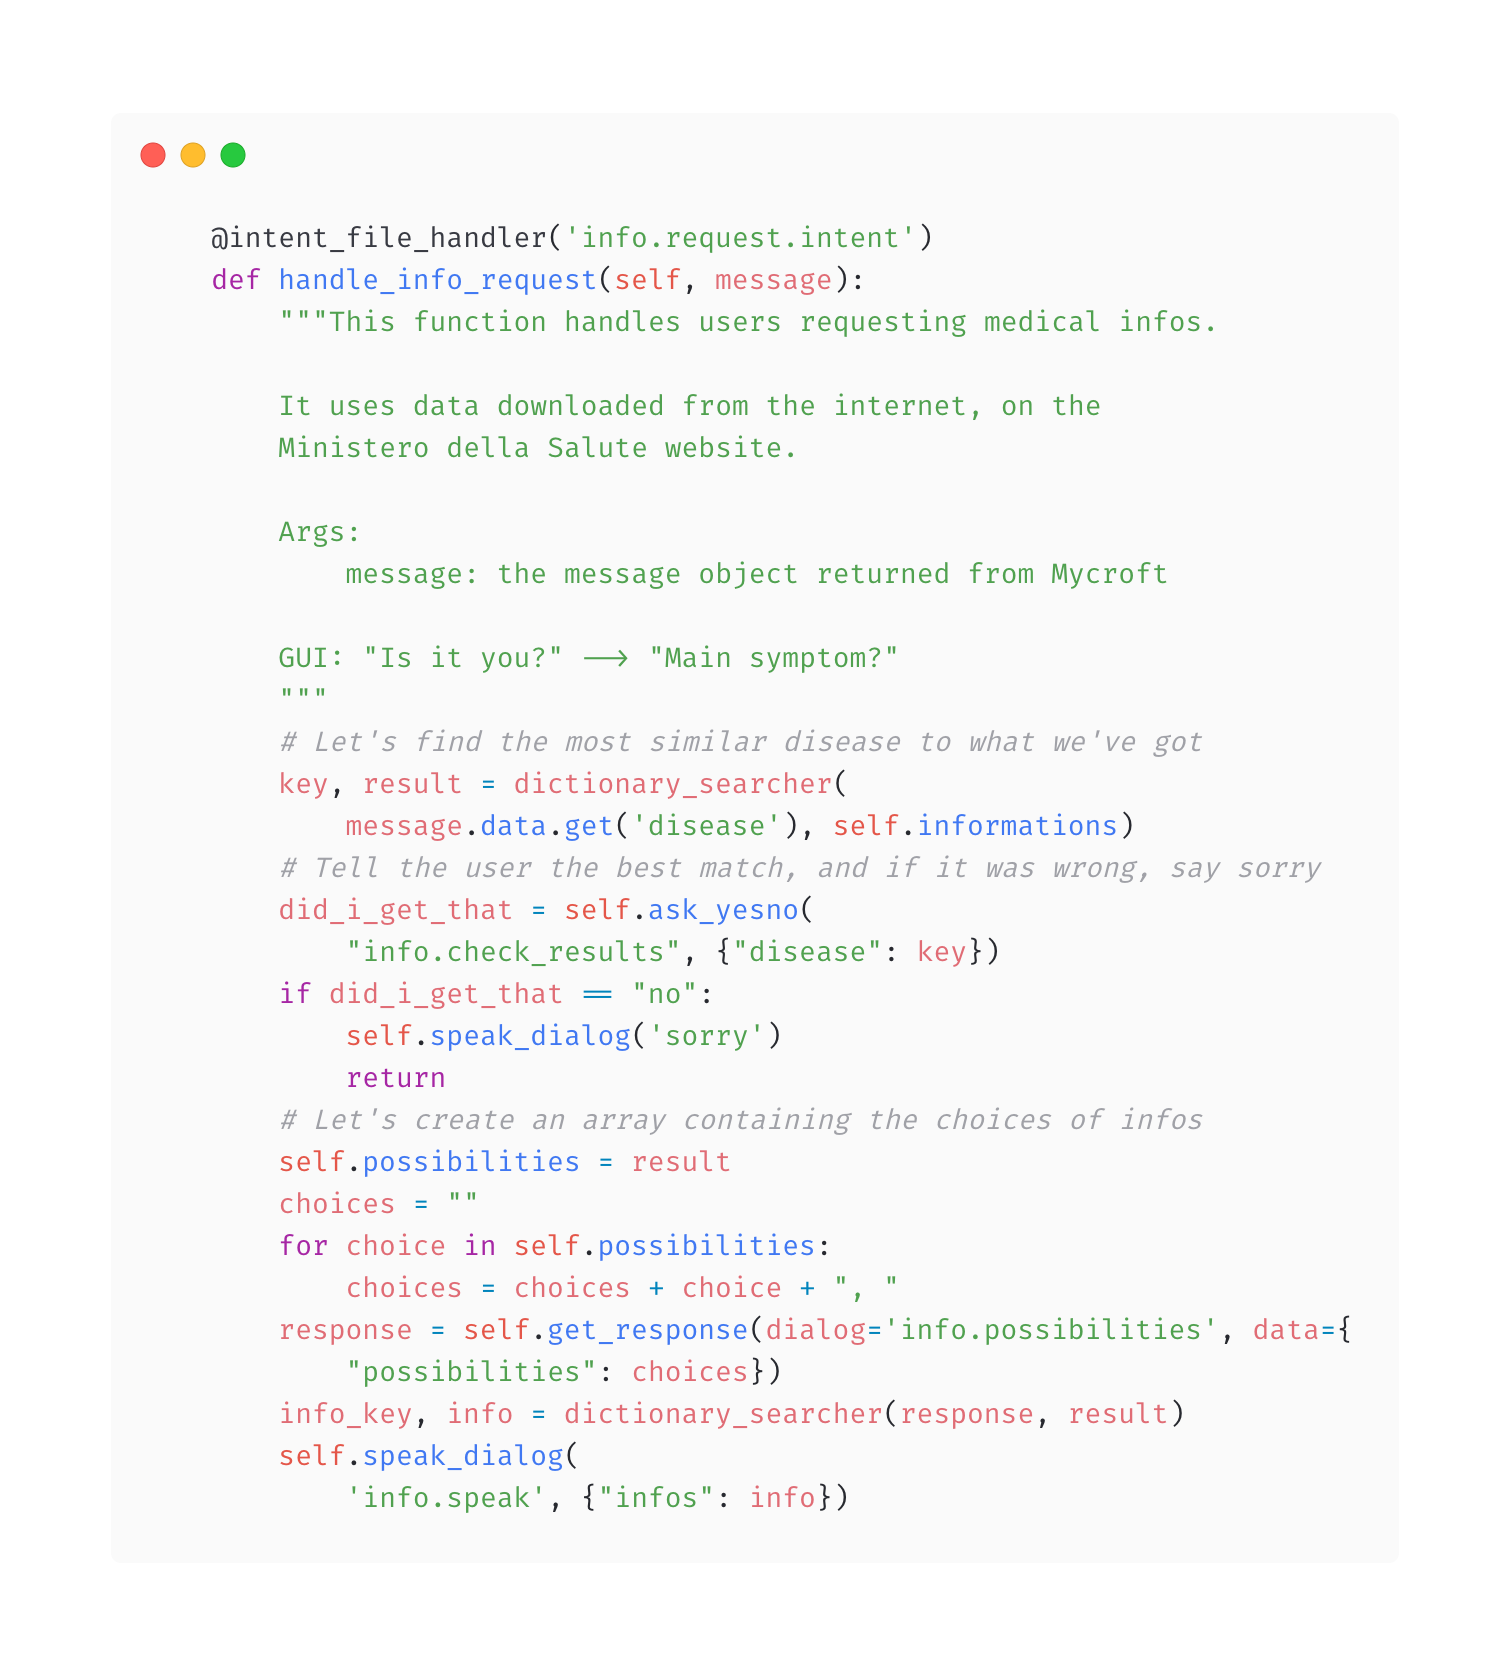 @intent_file_handler('info.request.intent')
def handle_info_request(self, message):
    """This function handles users requesting medical infos.

    It uses data downloaded from the internet, on the
    Ministero della Salute website.

    Args:
        message: the message object returned from Mycroft

    GUI: "Is it you?" --> "Main symptom?"
    """
    # Let's find the most similar disease to what we've got
    key, result = dictionary_searcher(
        message.data.get('disease'), self.informations)
    # Tell the user the best match, and if it was wrong, say sorry
    did_i_get_that = self.ask_yesno(
        "info.check_results", {"disease": key})
    if did_i_get_that == "no":
        self.speak_dialog('sorry')
        return
    # Let's create an array containing the choices of infos
    self.possibilities = result
    choices = ""
    for choice in self.possibilities:
        choices = choices + choice + ", "
    response = self.get_response(dialog='info.possibilities', data={
        "possibilities": choices})
    info_key, info = dictionary_searcher(response, result)
    self.speak_dialog(
        'info.speak', {"infos": info})